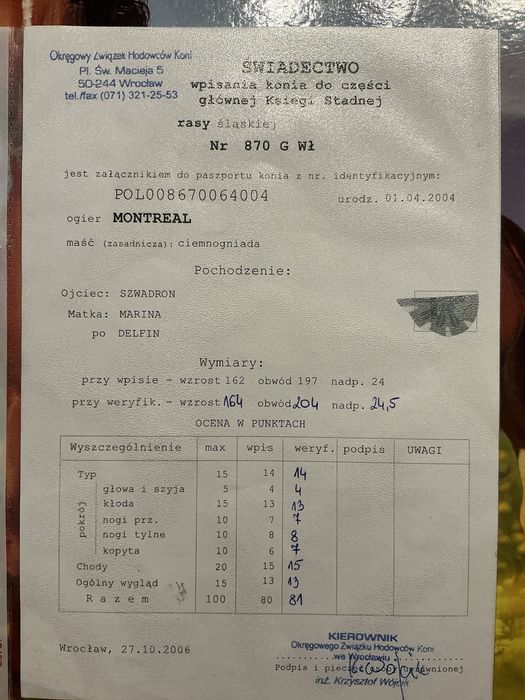 Okręgowy Związek Hodowców Koni
Pl. Św. Macieja 5
50-244 Wrocław
tel./fax (071) 321-25-53
ŚWIADECTWO
wpisania konia do części
głównej Księgi Stadnej
rasy śląskiej
Nr 870 G Wł
jest załącznikiem do paszportu konia z nr. identyfikacyjnym:
POL008670064004 urodz. 01.04.2004
ogier MONTREAL
maść (zasadnicza): ciemnogniada
Pochodzenie:
Ojciec: SZWADRON
Matka: MARINA
po DELFIN
Wymiary:
przy wpisie - wzrost 162 obwód 197 nadp. 24
przy weryfik. - wzrost 164 obwód 204 nadp. 24,5
OCENA W PUNKTACH
Wyszczególnienie max wpis weryf. podpis UWAGI
Typ 15 14 14
pokrój
głowa i szyja 5 4 4
kłoda 15 13 13
nogi prz. 10 7 7
nogi tylne 10 8 8
kopyta 10 6 7
Chody 20 15 15
Ogólny wygląd 15 13 13
Razem 100 80 81
Wrocław, 27.10.2006
KIEROWNIK
Okręgowego Związku Hodowców Koni
we Wrocławiu
Podpis i pieczęć osoby uprawnionej
inż. Krzysztof Wójcik